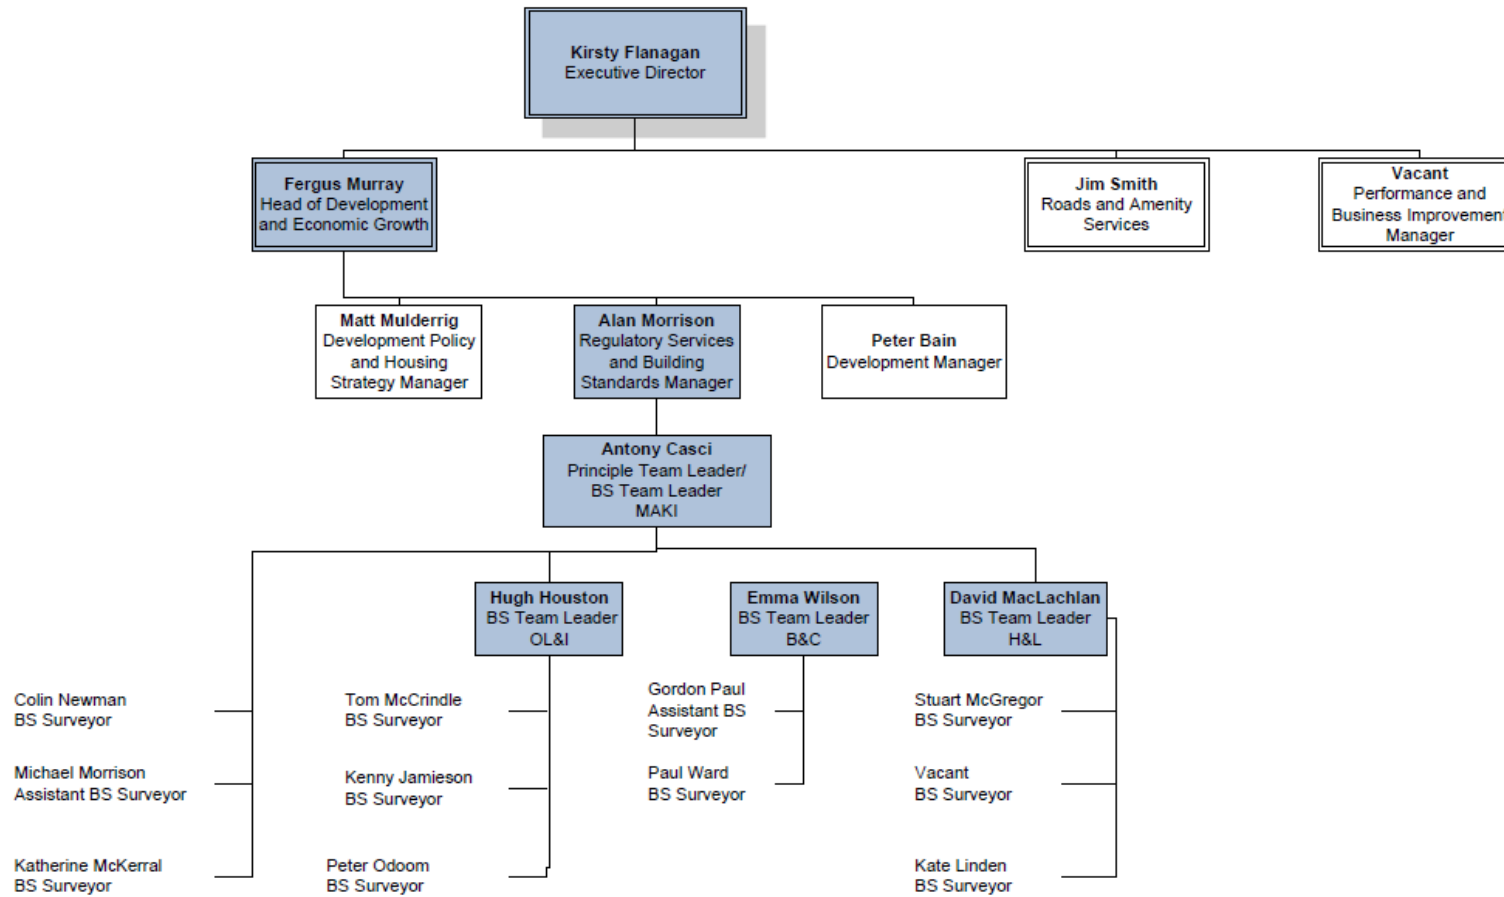 Kirsty Flanagan
Executive Director
Fergus Murray
Head of Development
and Economic Growth
Jim Smith
Roads and Amenity
Services
Vacant
Performance and
Business Improvement
Manager
Matt Mulderrig
Development Policy
and Housing
Strategy Manager
Alan Morrison
Regulatory Services
and Building
Standards Manager
Peter Bain
Development Manager
Antony Casci
Principle Team Leader/
BS Team Leader
MAKI
Hugh Houston
BS Team Leader
OL&I
Emma Wilson
BS Team Leader
B&C
David MacLachlan
BS Team Leader
H&L
Colin Newman
BS Surveyor
Michael Morrison
Assistant BS Surveyor
Katherine McKerral
BS Surveyor
Tom McCrindle
BS Surveyor
Kenny Jamieson
BS Surveyor
Peter Odoom
BS Surveyor
Gordon Paul
Assistant BS
Surveyor
Paul Ward
BS Surveyor
Stuart McGregor
BS Surveyor
Vacant
BS Surveyor
Kate Linden
BS Surveyor